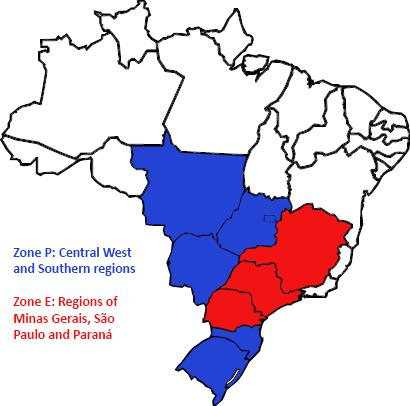 Zone P: Central West
and Southern regions
Zone E: Regions of
Minas Gerais, São
Paulo and Paraná